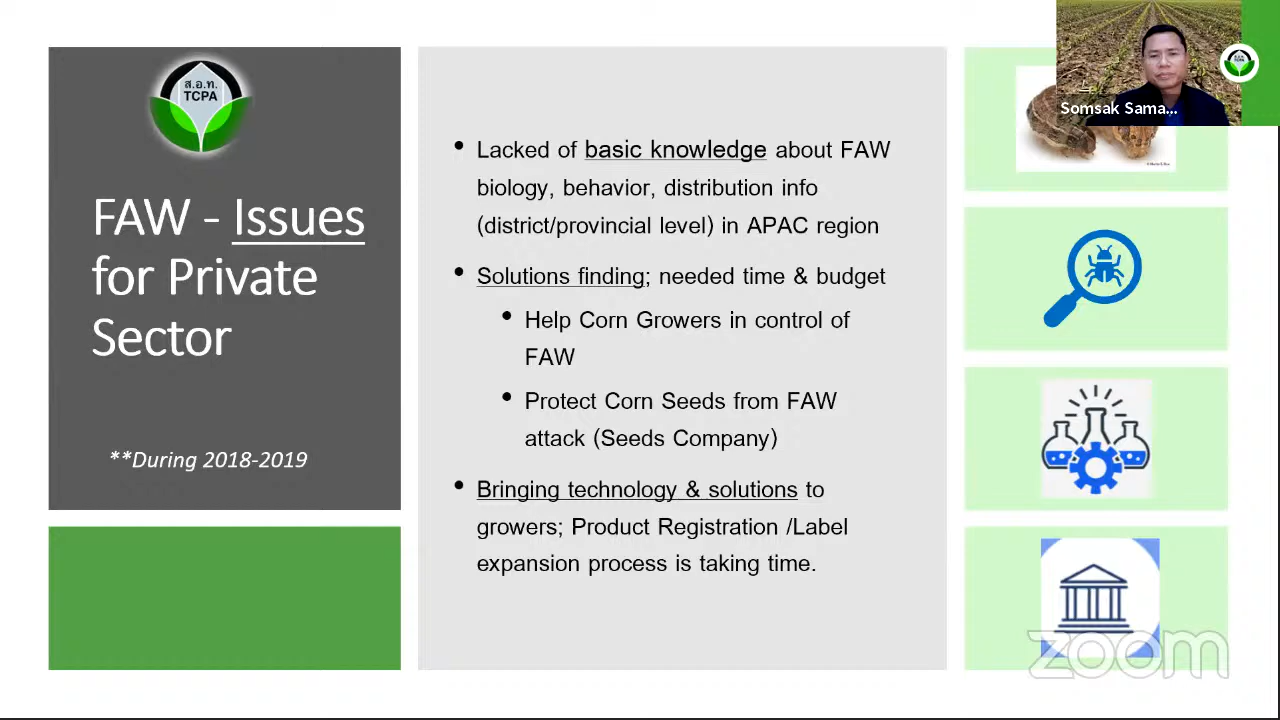 ส.อ.ท.
TCPA
FAW - Issues
for Private
Sector
**During 2018-2019
• Lacked of basic knowledge about FAW
biology, behavior, distribution info
(district/provincial level) in APAC region
• Solutions finding; needed time & budget
• Help Corn Growers in control of
FAW
• Protect Corn Seeds from FAW
attack (Seeds Company)
• Bringing technology & solutions to
growers; Product Registration /Label
expansion process is taking time.
Somsak Sama...
zoom